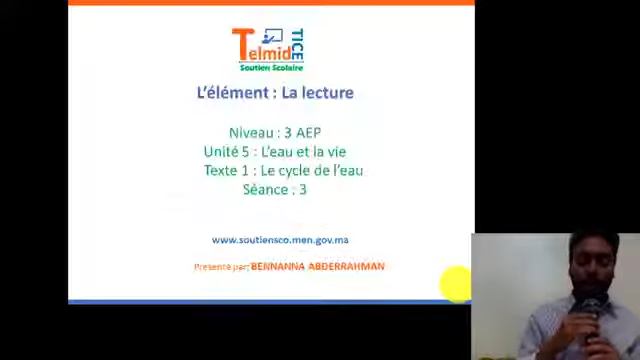 Telmid TICE
Soutien Scolaire
L'élément : La lecture
Niveau : 3 AEP
Unité 5 : L'eau et la vie
Texte 1 : Le cycle de l'eau
Séance : 3
www.soutiensco.men.gov.ma
Presenté par: BENNANNA ABDERRAHMAN